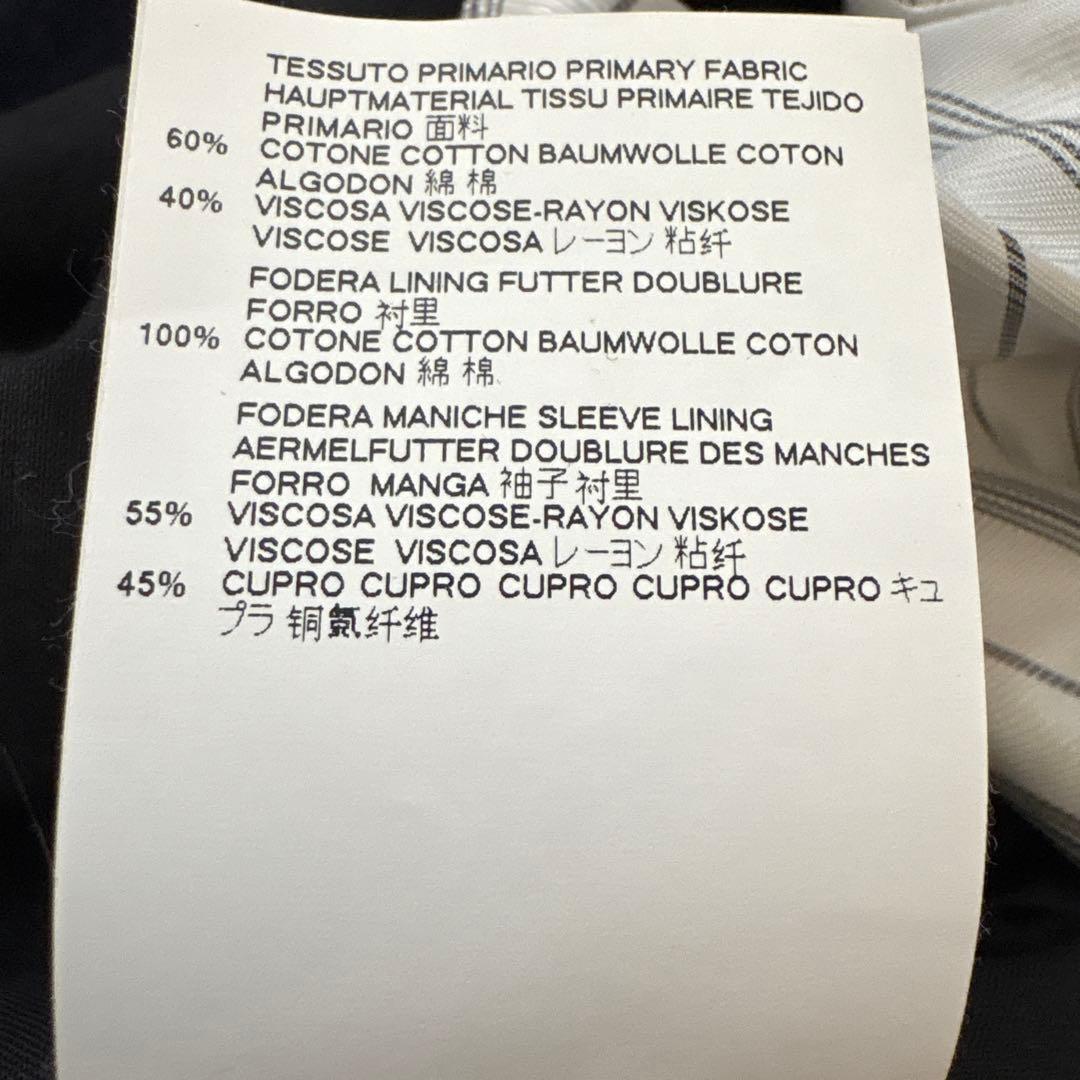 TESSUTO PRIMARIO PRIMARY FABRIC
HAUPTMATERIAL TISSU PRIMAIRE TEJIDO
PRIMARIO 面料
60% COTONE COTTON BAUMWOLLE COTON
ALGODON 綿 棉
40% VISCOSA VISCOSE-RAYON VISKOSE
VISCOSE VISCOSA レーヨン 粘纤
FODERA LINING FUTTER DOUBLURE
FORRO 衬里
100% COTONE COTTON BAUMWOLLE COTON
ALGODON 綿 棉
FODERA MANICHE SLEEVE LINING
AERMELFUTTER DOUBLURE DES MANCHES
FORRO MANGA 袖子衬里
55% VISCOSA VISCOSE-RAYON VISKOSE
VISCOSE VISCOSA レーヨン 粘纤
45% CUPRO CUPRO CUPRO CUPRO CUPRO キュ
プラ 铜氨纤维